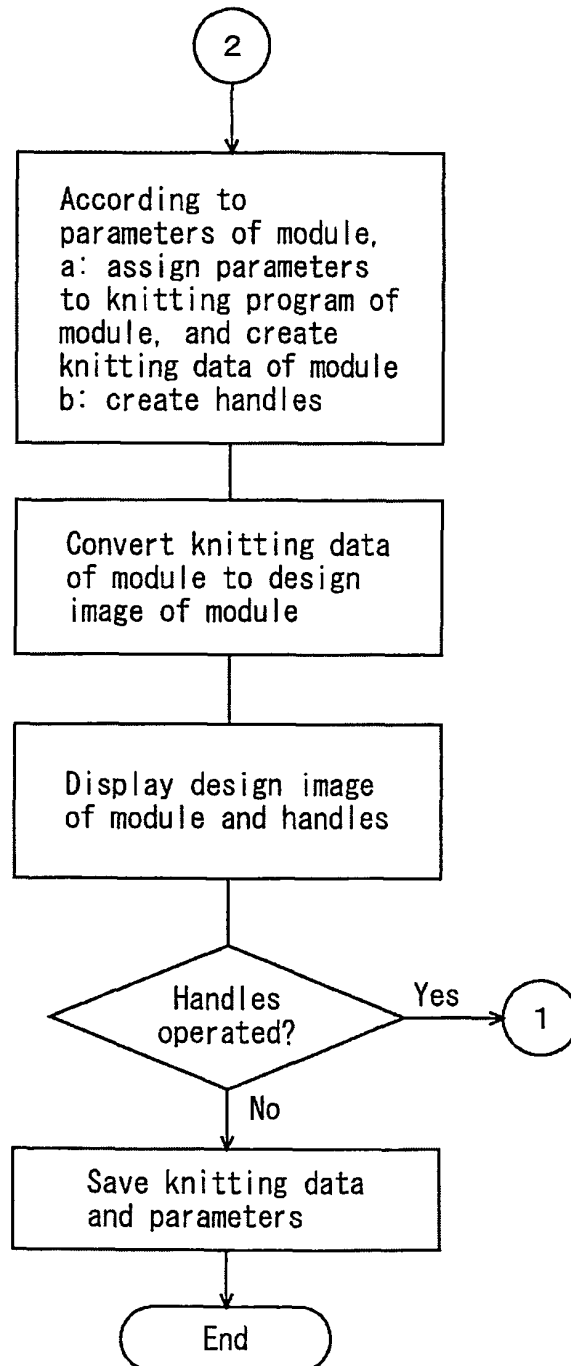 2
According to
parameters of module,
a: assign parameters
to knitting program of
module, and create
knitting data of module
b: create handles
Convert knitting data
of module to design
image of module
Display design image
of module and handles
Handles
operated?
Yes
1
No
Save knitting data
and parameters
End